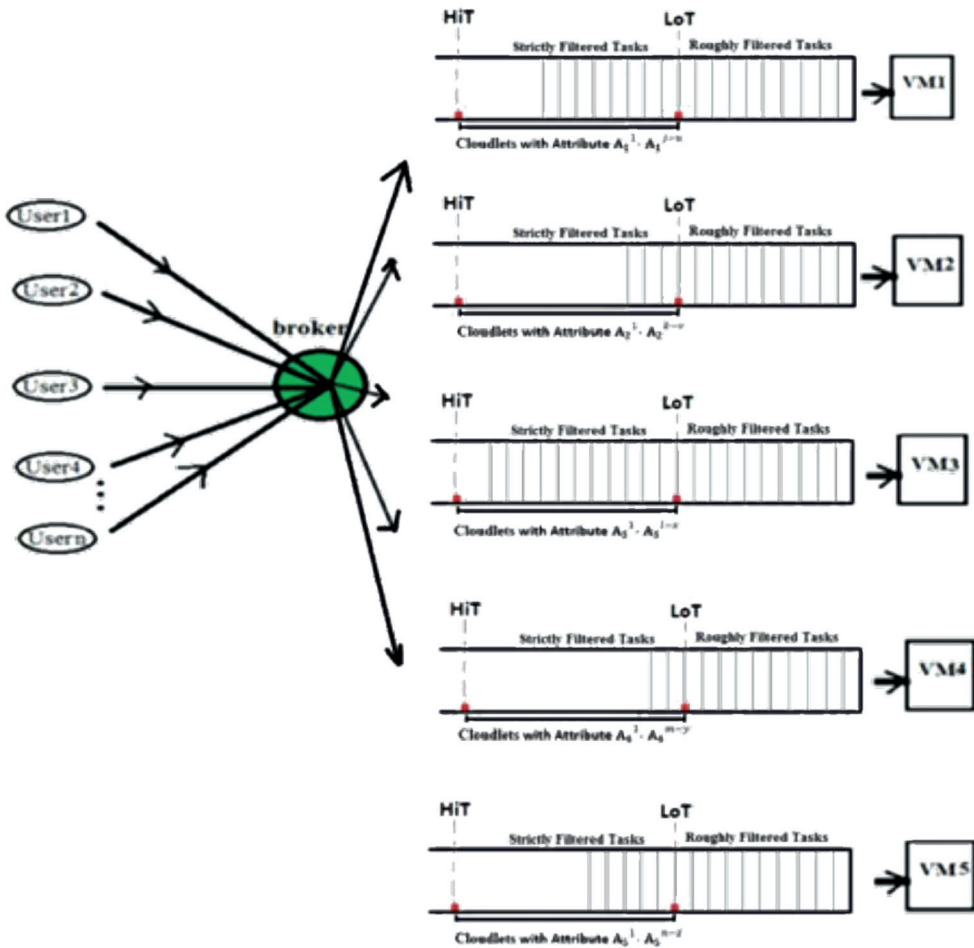 HiT LoT
Strictly Filtered Tasks Roughly Filtered Tasks
VM1
Cloudlets with Attribute
HiT LoT
Strictly Filtered Tasks Roughly Filtered Tasks
VM2
Cloudlets with Attribute
HiT LoT
Strictly Filtered Tasks Roughly Filtered Tasks
VM3
Cloudlets with Attribute
HiT LoT
Strictly Filtered Tasks Roughly Filtered Tasks
VM4
Cloudlets with Attribute
HiT LoT
Strictly Filtered Tasks Roughly Filtered Tasks
VM5
Cloudlets with Attribute
User1
User2
broker
User3
User4
Usern